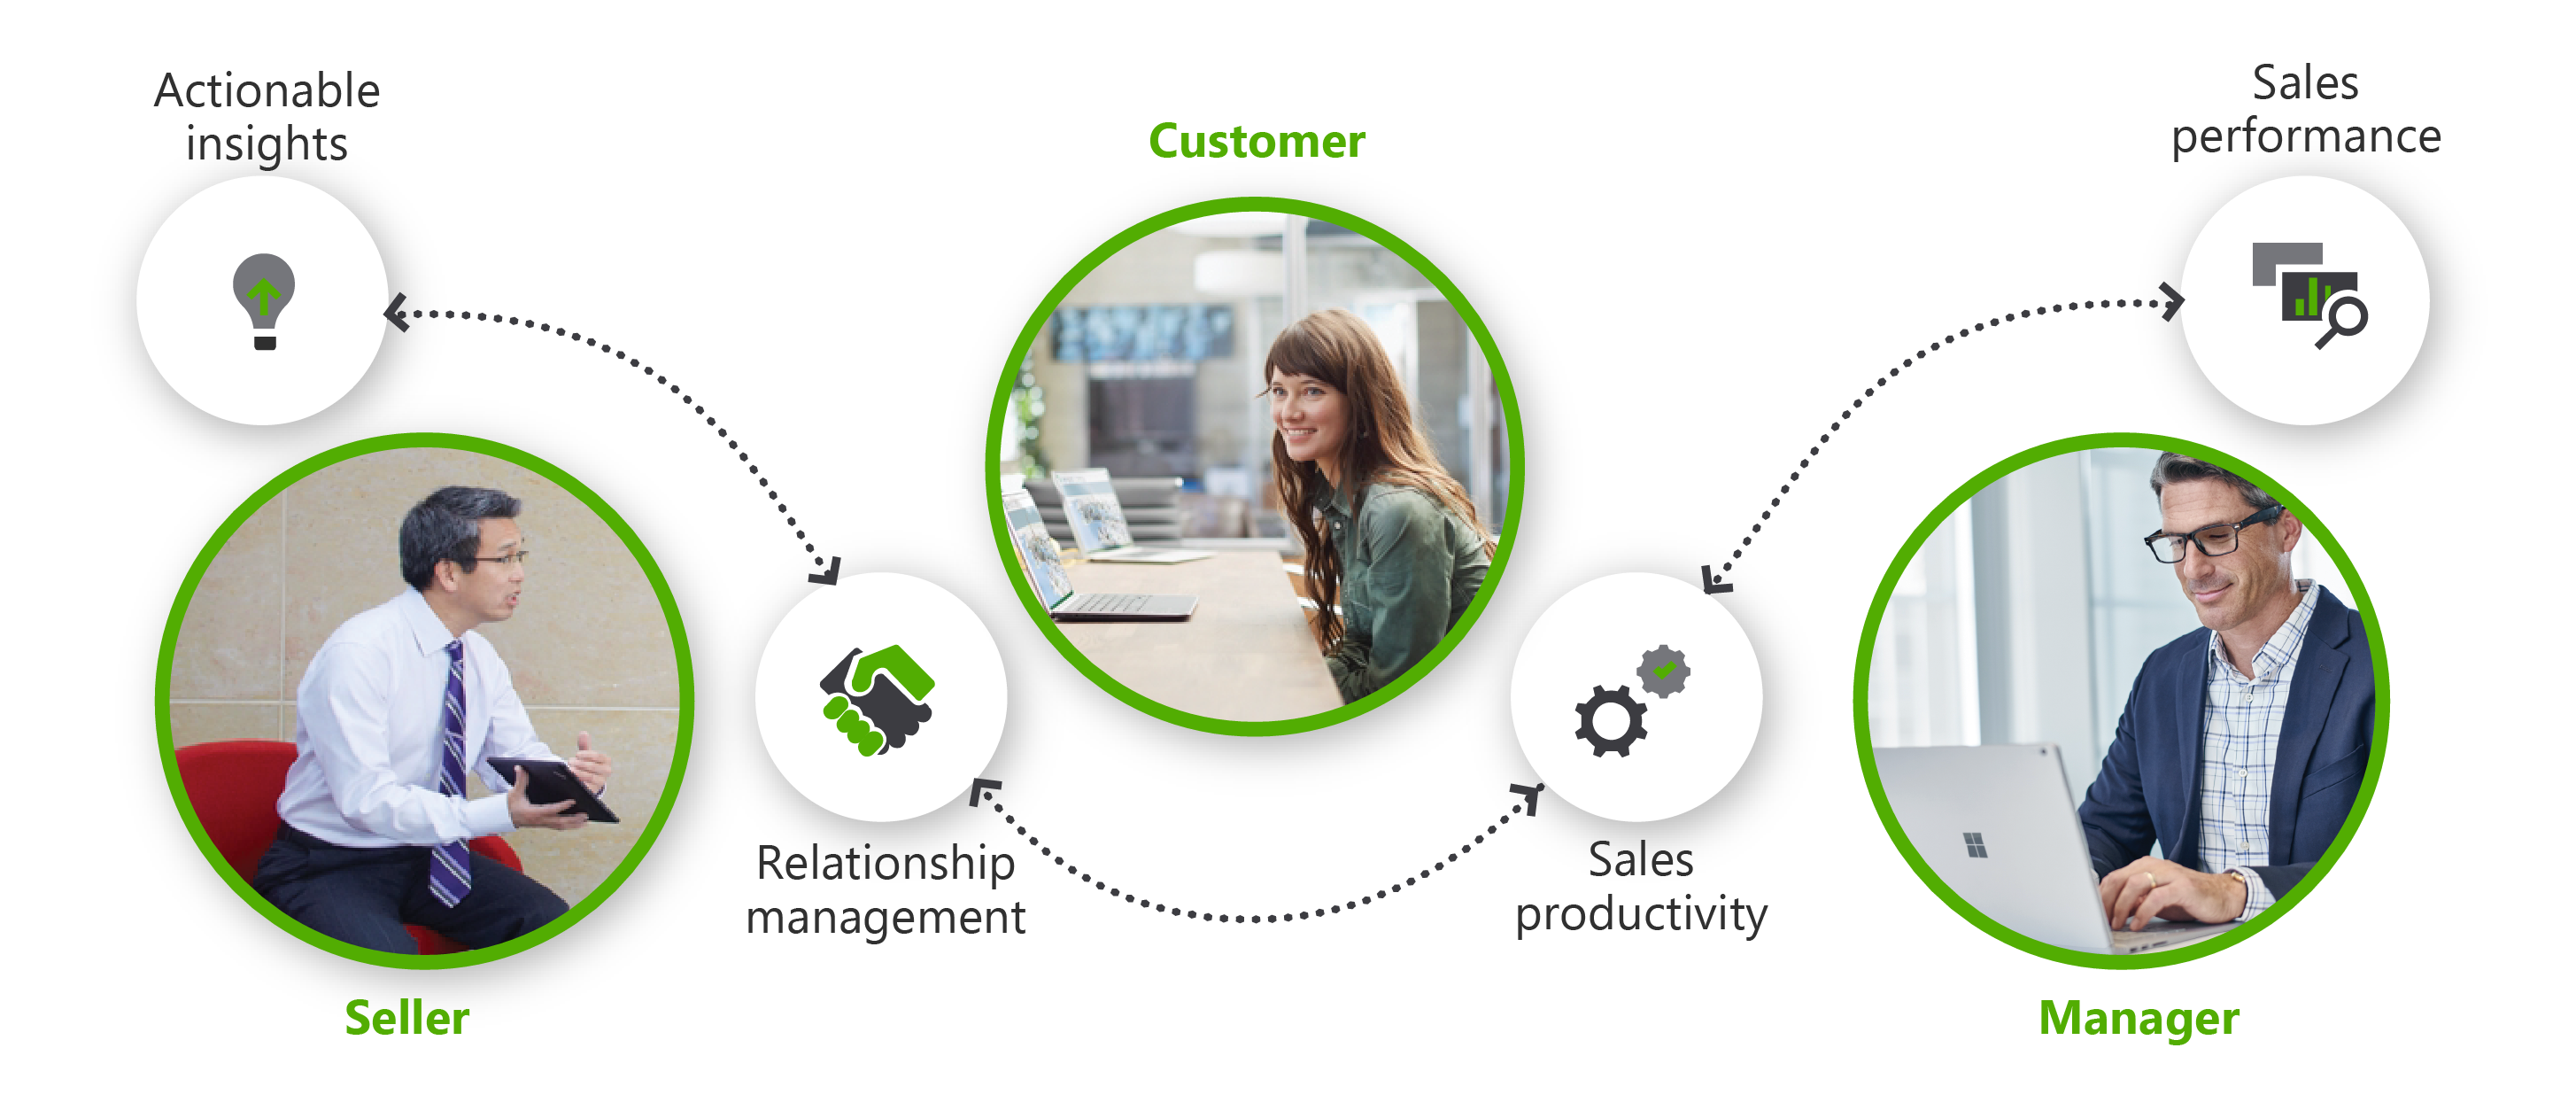 Actionable
insights
Customer
Sales
performance
Relationship
management
Sales
productivity
Seller
Manager